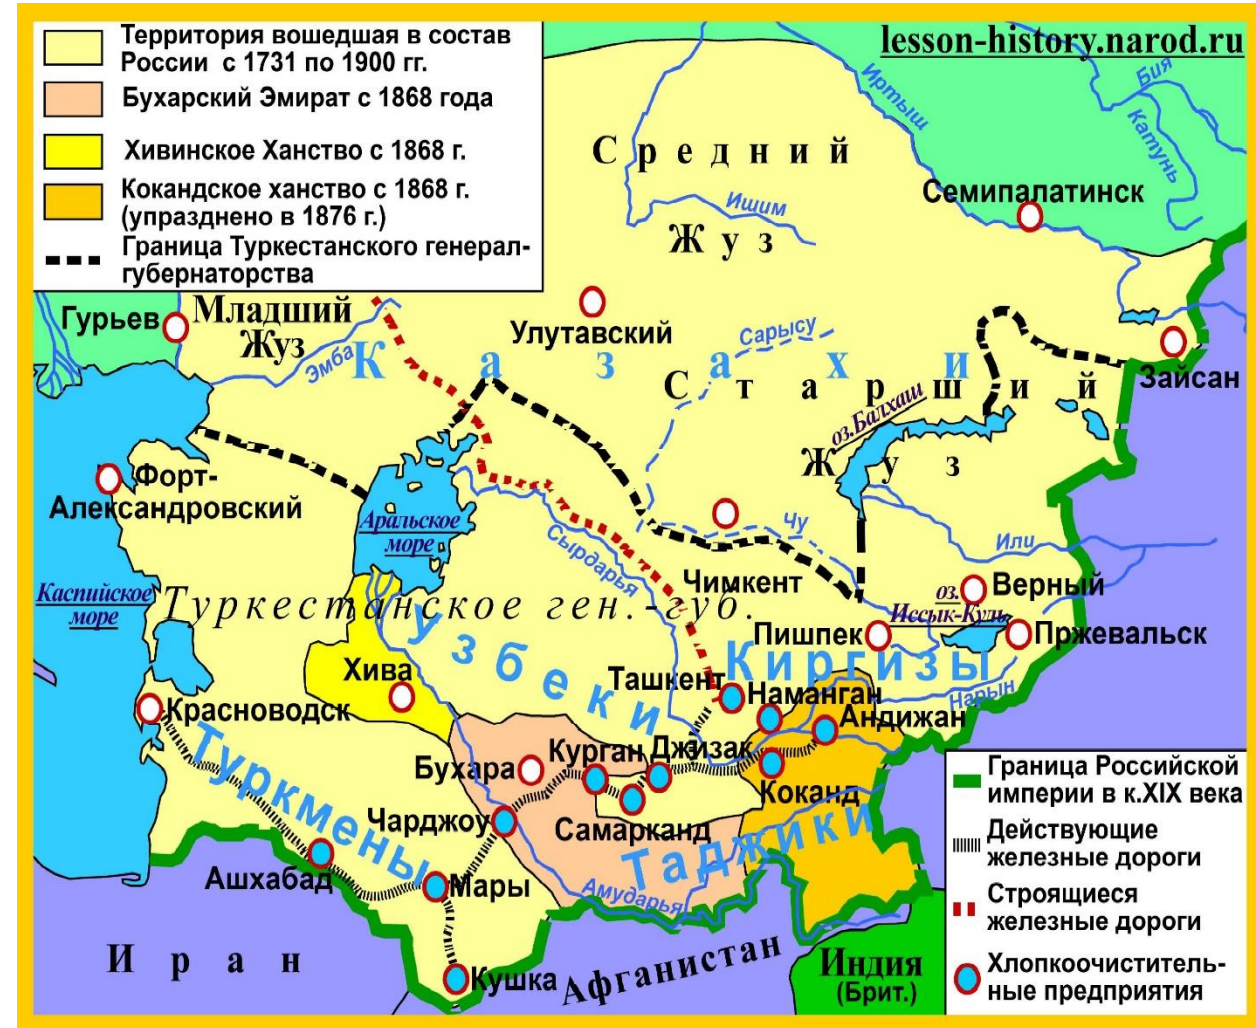 Территория вошедшая в состав
России с 1731 по 1900 гг.
Бухарский Эмират с 1868 года
Хивинское Ханство с 1868 г.
Кокандское ханство с 1868 г.
(упразднено в 1876 г.)
Граница Туркестанского генерал-
губернаторства
lesson-history.narod.ru
Иртыш
Бия
Катунь
Средний
Жуз
Ишим
Семипалатинск
Гурьев
Младший
Жуз
Эмба
Улутавский
Сарысу
Казахи
Зайсан
Старший
Жуз
оз.Балхаш
Форт-
Александровский
Аральское
море
Сырдарья
Чу
Или
Чимкент
Верный
Каспийское
море
Туркестанское ген.-губ.
оз.
Иссык-Куль
Пишпек
Пржевальск
Узбеки
Киргизы
Хива
Ташкент
Наманган
Нарын
Красноводск
Андижан
Туркмены
Бухара
Курган
Джизак
Коканд
Чарджоу
Самарканд
Таджики
Ашхабад
Мары
Амударья
Иран
Кушка
Афганистан
Индия
(Брит.)
Граница Российской
империи в к.XIX века
Действующие
железные дороги
Строящиеся
железные дороги
Хлопкоочиститель-
ные предприятия